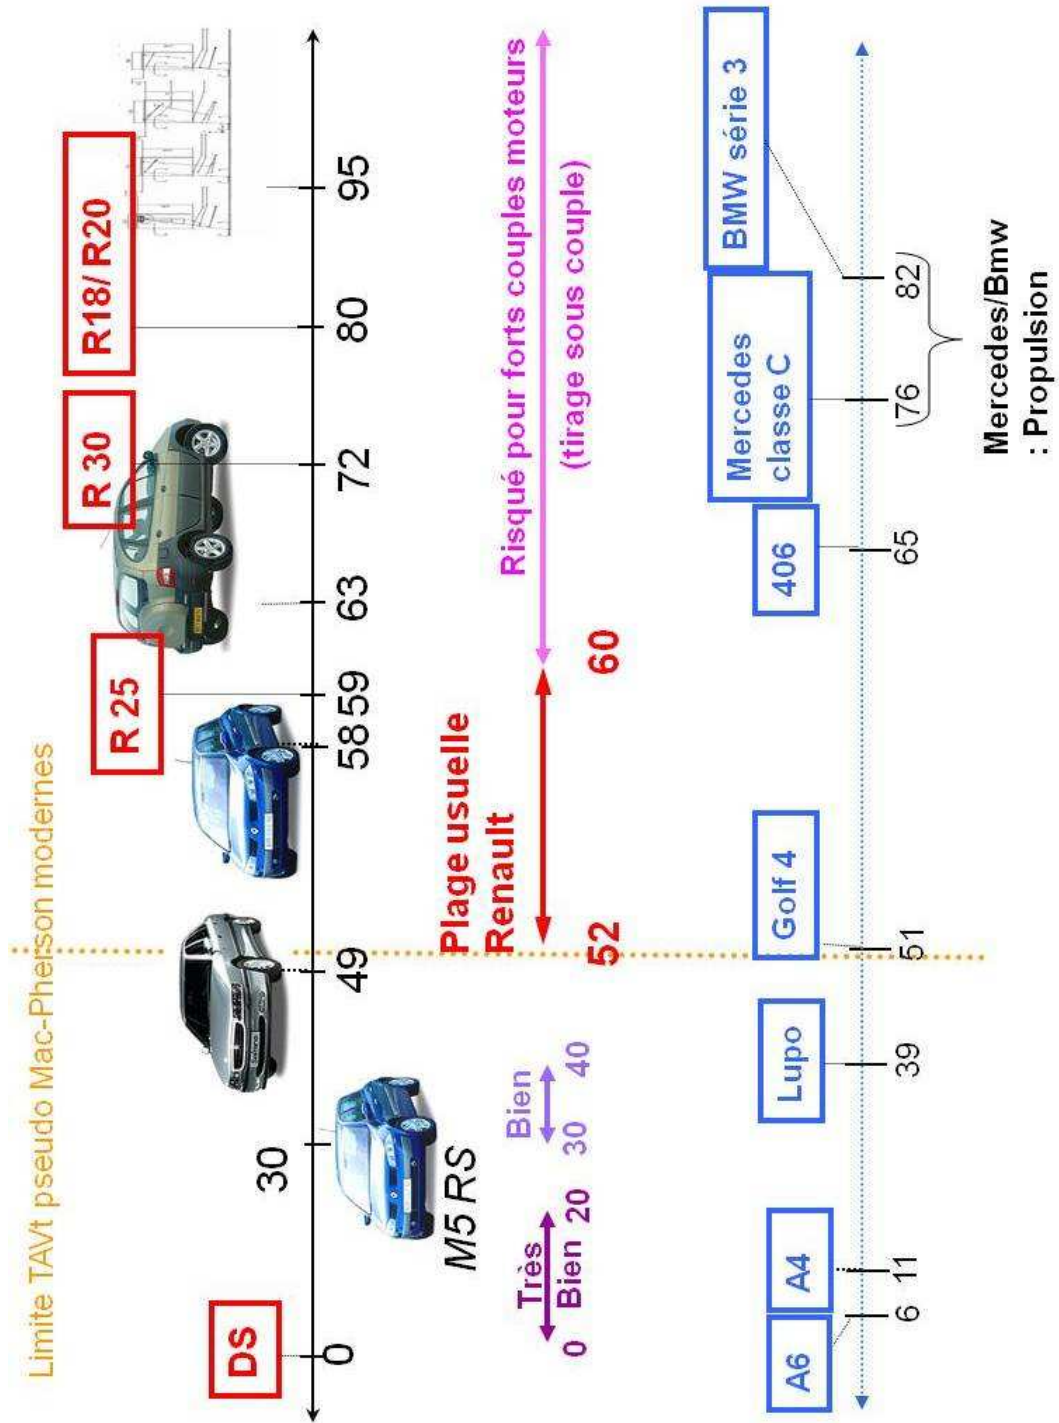 Limite TAVt pseudo Mac-Pherson modernes
DS
R 25
R 30
R18/ R20
0
30
49
58
59
63
72
80
95
M5 RS
Plage usuelle
Renault
52
60
Risqué pour forts couples moteurs
(tirage sous couple)
Très
Bien
0
20
Bien
30
40
A6
A4
Lupo
Golf 4
406
Mercedes
classe C
BMW série 3
6
11
39
51
65
76
82
Mercedes/Bmw
: Propulsion